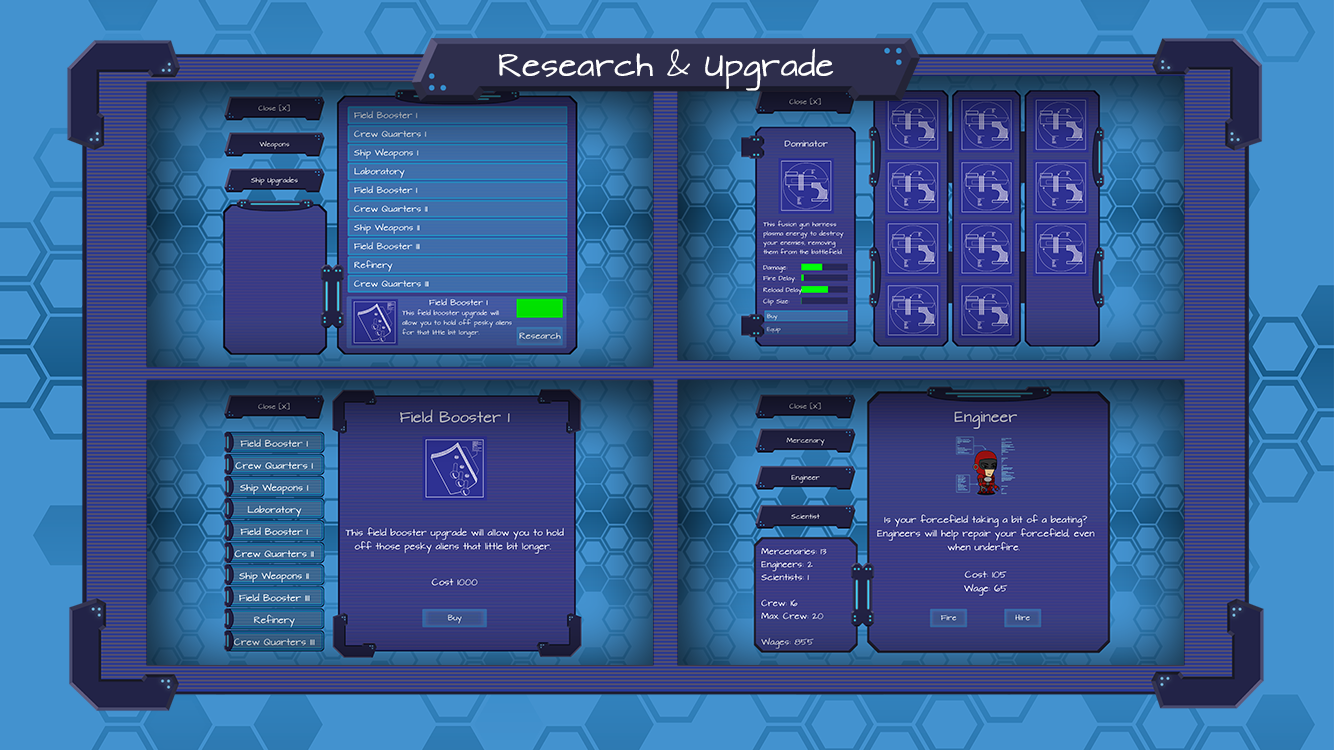 Research & Upgrade
Close [X]
Weapons
Ship Upgrades
Field Booster I
Crew Quarters I
Ship Weapons I
Laboratory
Field Booster I
Crew Quarters II
Ship Weapons II
Field Booster III
Refinery
Crew Quarters III
Field Booster I
This field booster upgrade will
allow you to hold off pesky aliens
for that little bit longer.
Research
Close [X]
Dominator
This fusion gun harness
plasma energy to destroy
your enemies, removing
them from the battlefield.
Damage:
Fire Delay
Reload Delay
Clip Size:
Buy
Equip
Close [X]
Field Booster I
Crew Quarters I
Ship Weapons I
Laboratory
Field Booster I
Crew Quarters II
Ship Weapons II
Field Booster III
Refinery
Crew Quarters III
Field Booster I
This field booster upgrade will allow you to hold
off those pesky aliens that little bit longer.
Cost 1000
Buy
Close [X]
Mercenary
Engineer
Scientist
Mercenaries: 13
Engineers: 2
Scientists: 1
Crew: 16
Max Crew: 20
Wages: 855
Engineer
Is your forcefield taking a bit of a beating?
Engineers will help repair your forcefield, even
when underfire.
Cost: 105
Wage: 65
Fire
Hire